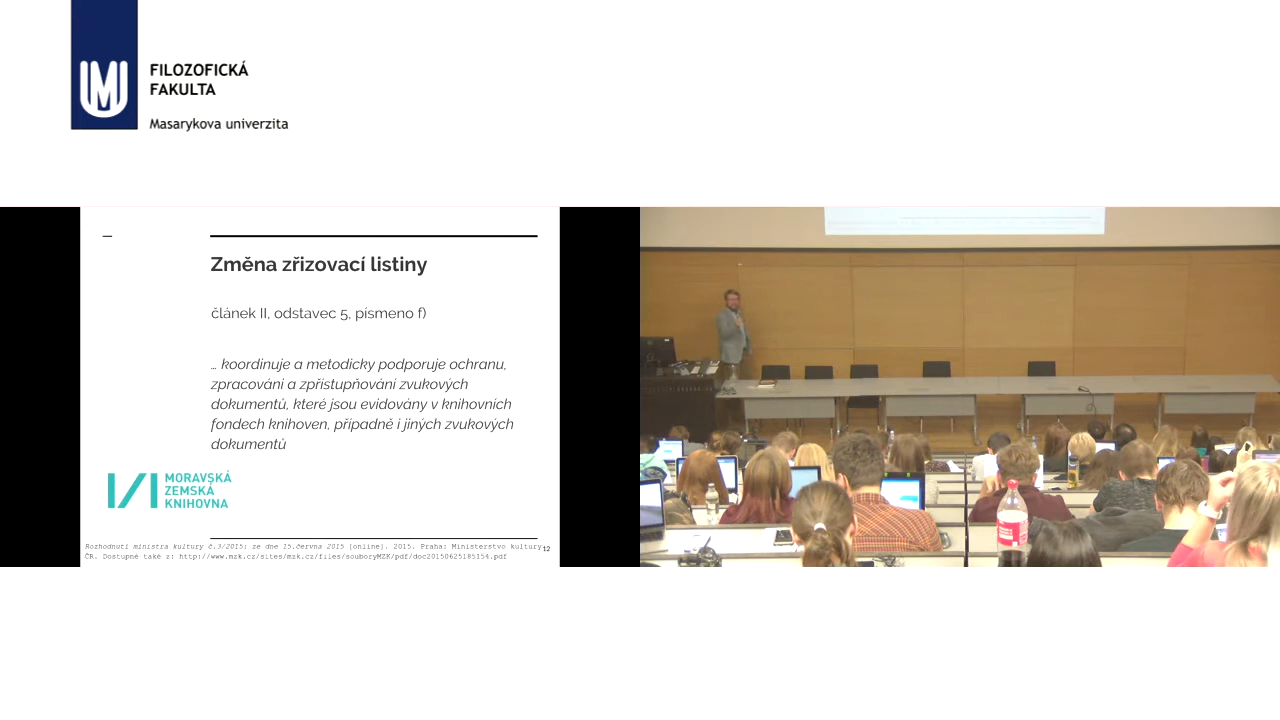 FILOZOFICKÁ
FAKULTA
Masarykova univerzita
Změna zřizovací listiny
článek II, odstavec 5, písmeno f)
… koordinuje a metodicky podporuje ochranu,
zpracování a zpřístupňování zvukových
dokumentů, které jsou evidovány v knihovních
fondech knihoven, případně i jiných zvukových
dokumentů
MORAVSKÁ
ZEMSKÁ
KNIHOVNA
Rozhodnutí ministra kultury č.3/2015: ze dne 15.června 2015 [online]. 2015. Praha: Ministerstvo kultury
12
ČR. Dostupné také z: http://www.mzk.cz/sites/mzk.cz/files/souboryMZK/pdf/doc20150625185154.pdf